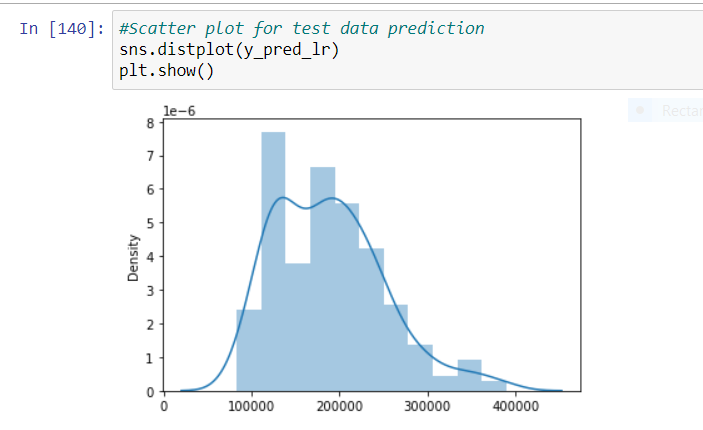 In [140]: #Scatter plot for test data prediction
sns.distplot(y_pred_lr)
plt.show()
1e−6
8
7
6
5
4
3
2
1
0
Density
0 100000 200000 300000 400000
Rectan